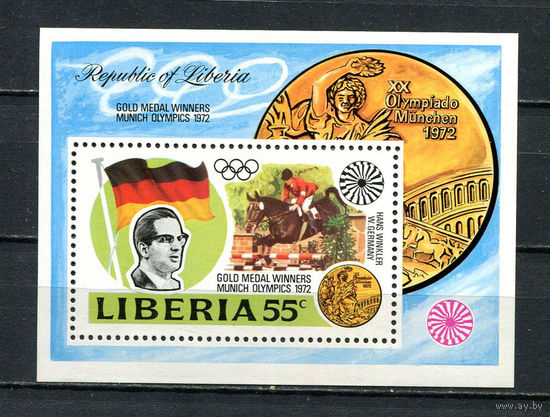 Republic of Liberia
GOLD MEDAL WINNERS
MUNICH OLYMPICS 1972
XX
Olympiado
München
1972
HANS WINKLER
W. GERMANY
GOLD MEDAL WINNERS
MUNICH OLYMPICS 1972
LIBERIA 55c
www.ay.by